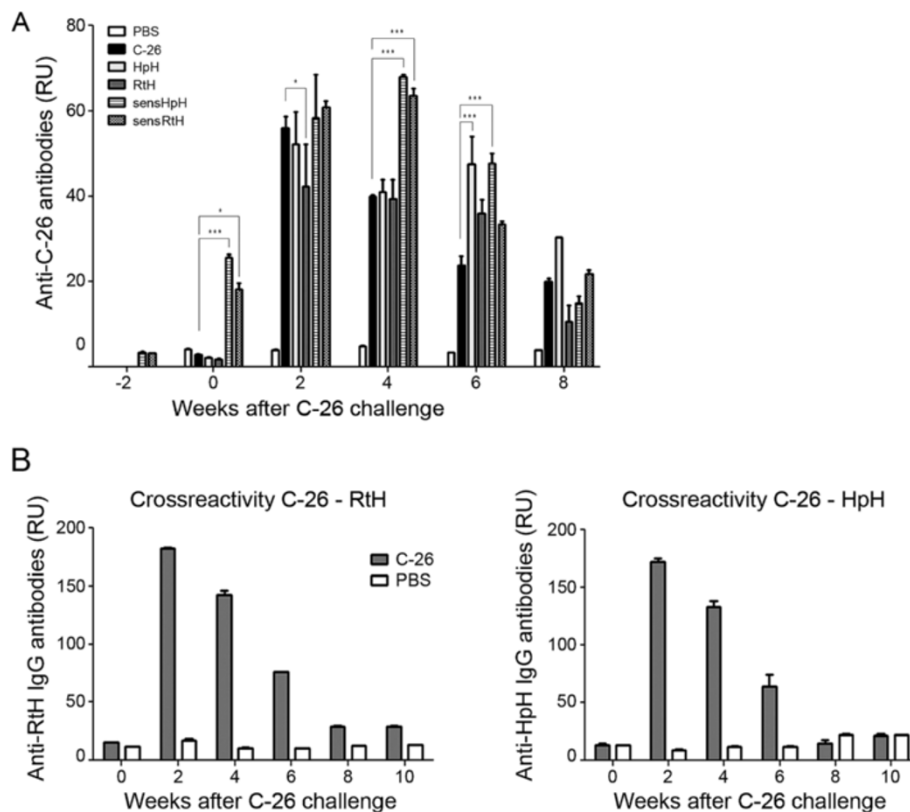 A
PBS
C-26
HpH
RtH
sensHpH
sensRtH
Anti-C-26 antibodies (RU)
80
60
40
20
0
*
***
*
***
***
***
***
-2 0 2 4 6 8
Weeks after C-26 challenge
B
Crossreactivity C-26 - RtH
Anti-RtH IgG antibodies (RU)
200
150
100
50
0
C-26
PBS
0 2 4 6 8 10
Weeks after C-26 challenge
Crossreactivity C-26 - HpH
Anti-HpH IgG antibodies (RU)
200
150
100
50
0
0 2 4 6 8 10
Weeks after C-26 challenge